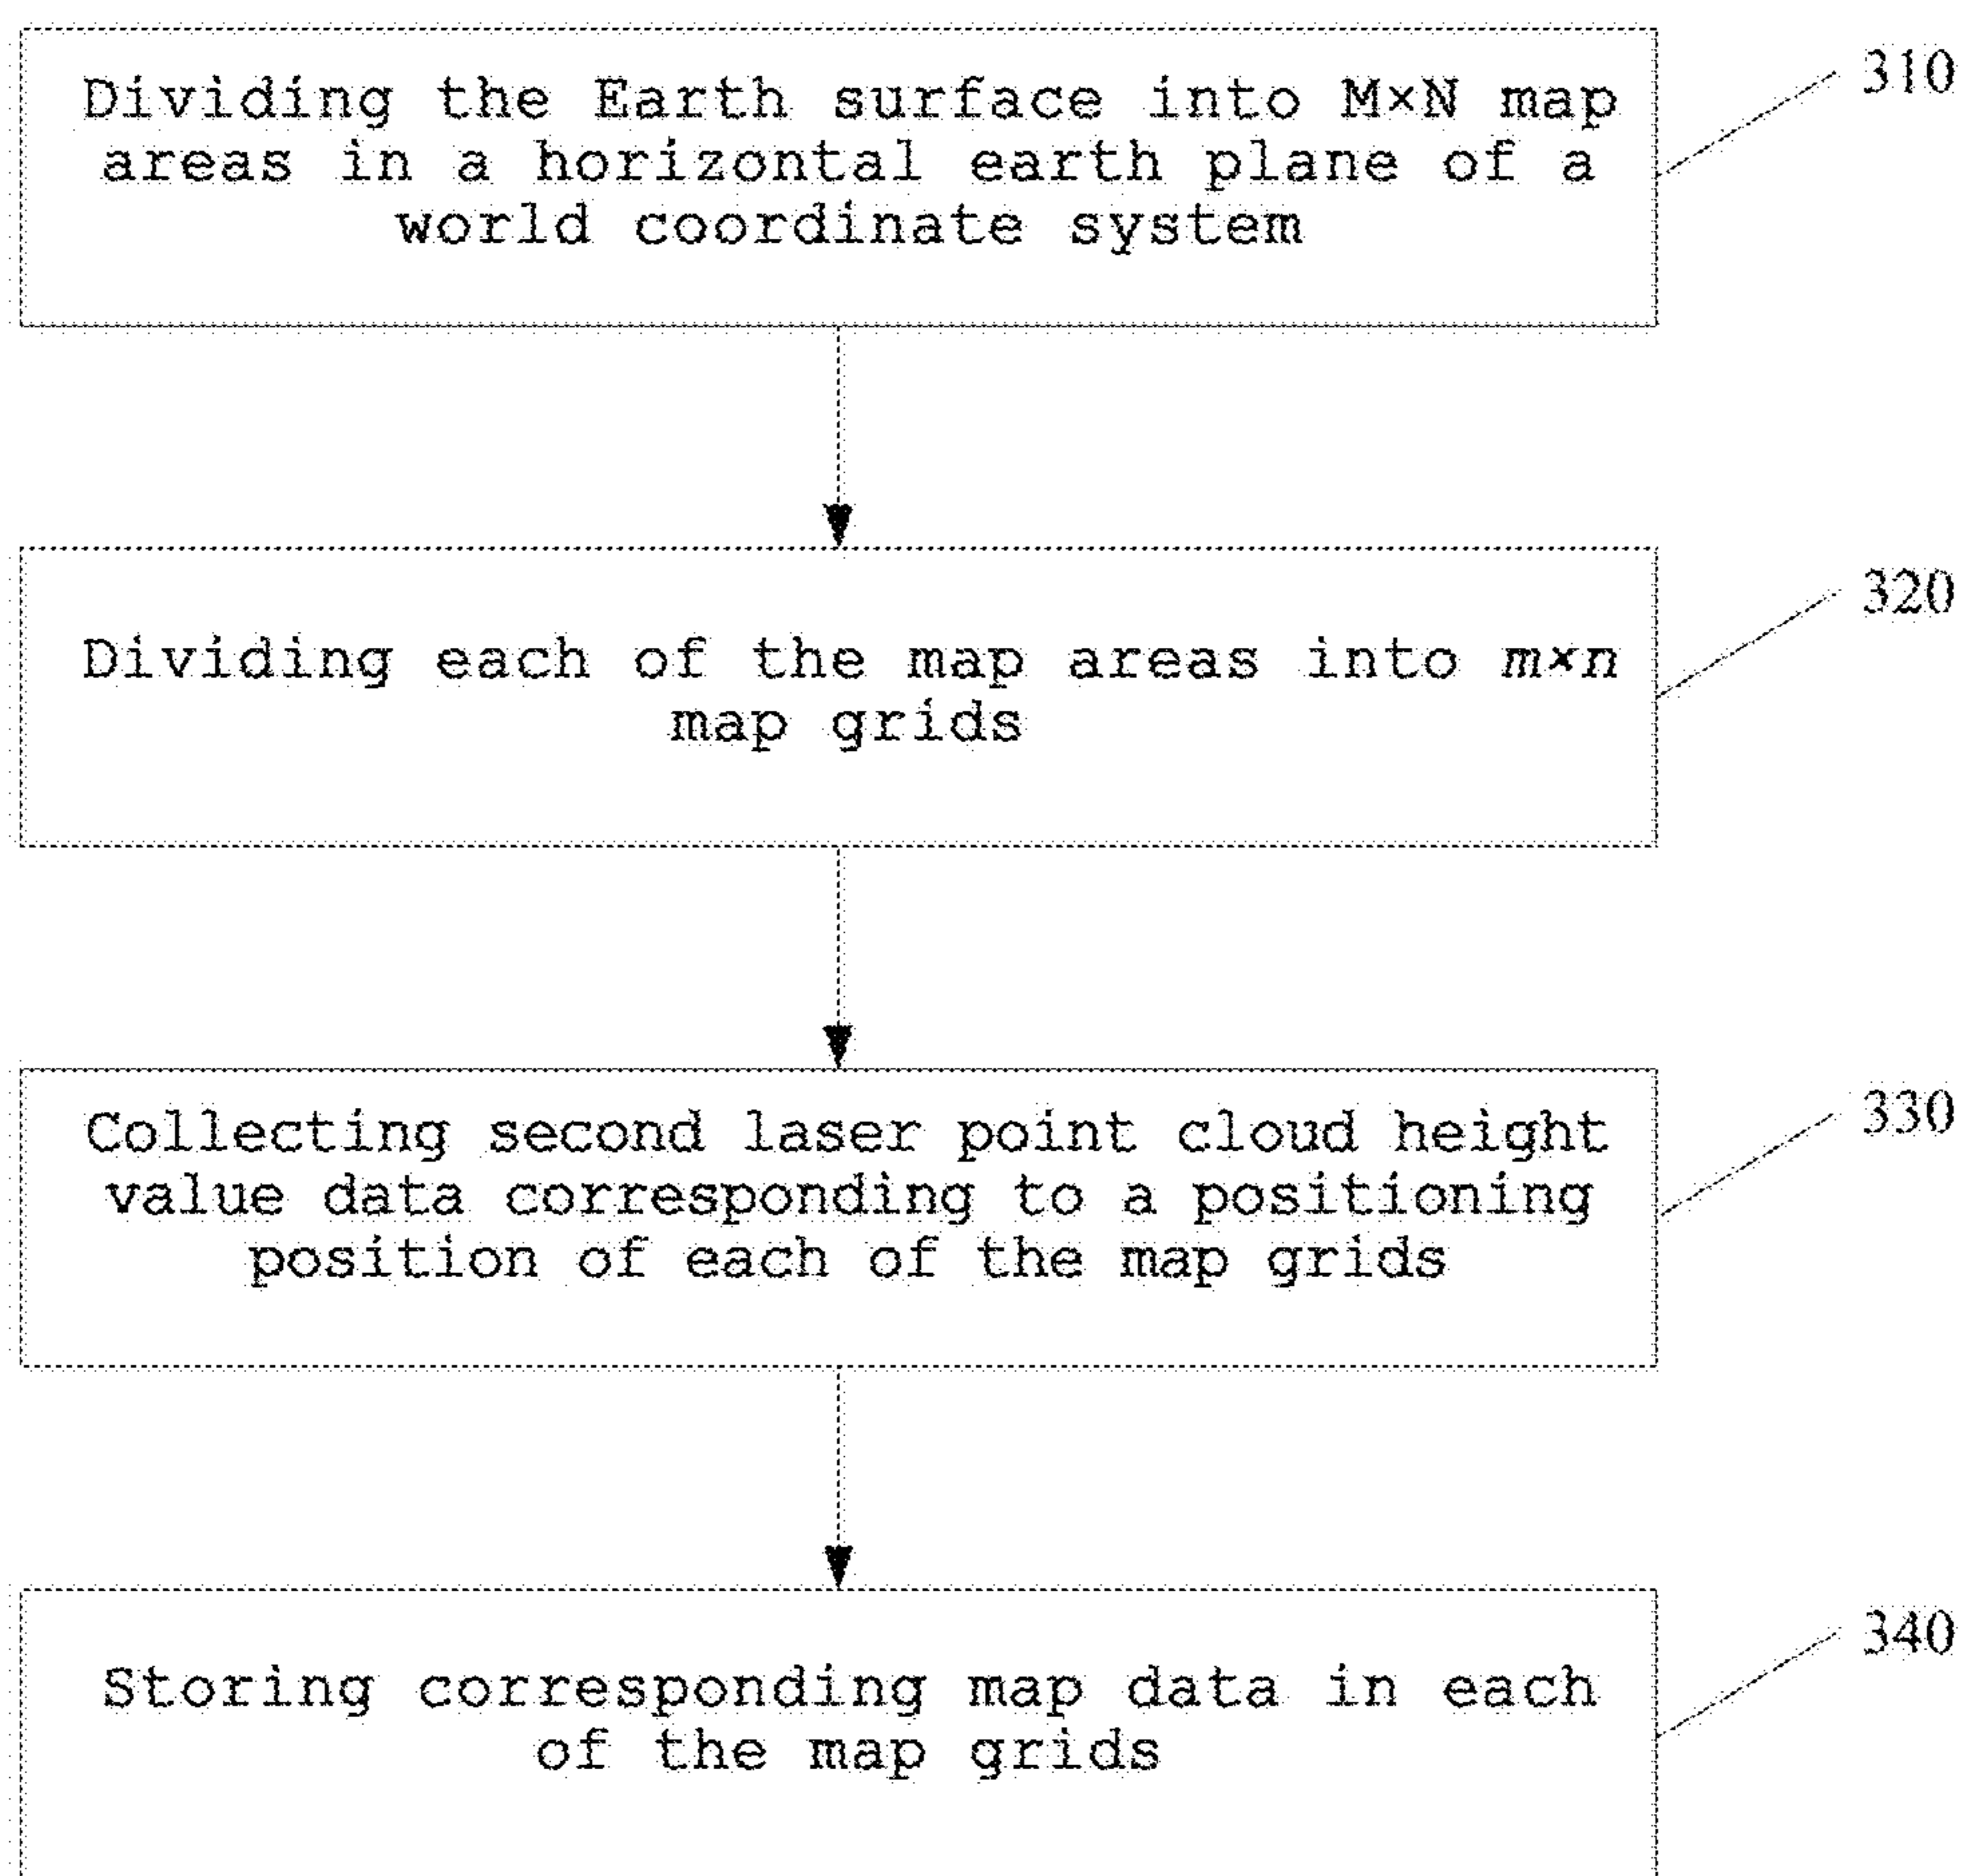 Dividing the Earth surface into M×N map
areas in a horizontal earth plane of a
world coordinate system
310
Dividing each of the map areas into m×n
map grids
320
Collecting second laser point cloud height
value data corresponding to a positioning
position of each of the map grids
330
Storing corresponding map data in each
of the map grids
340